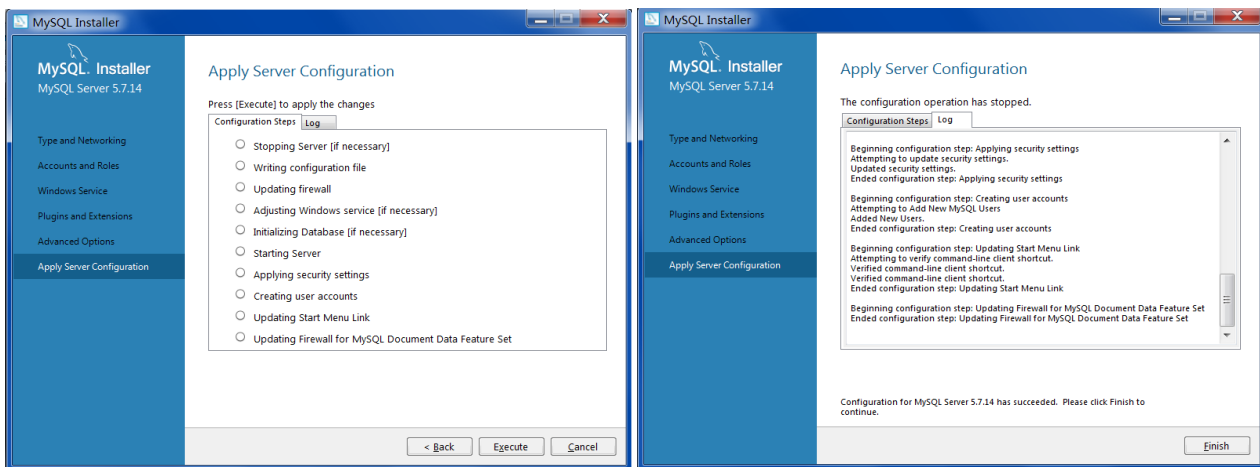 MySQL Installer
MySQL. Installer
MySQL Server 5.7.14
Type and Networking
Accounts and Roles
Windows Service
Plugins and Extensions
Advanced Options
Apply Server Configuration
Apply Server Configuration
Press [Execute] to apply the changes
Configuration Steps Log
Stopping Server [if necessary]
Writing configuration file
Updating firewall
Adjusting Windows service [if necessary]
Initializing Database [if necessary]
Starting Server
Applying security settings
Creating user accounts
Updating Start Menu Link
Updating Firewall for MySQL Document Data Feature Set
< Back Execute Cancel
MySQL Installer
MySQL. Installer
MySQL Server 5.7.14
Type and Networking
Accounts and Roles
Windows Service
Plugins and Extensions
Advanced Options
Apply Server Configuration
Apply Server Configuration
The configuration operation has stopped.
Configuration Steps Log
Beginning configuration step: Applying security settings
Attempting to update security settings.
Updated security settings.
Ended configuration step: Applying security settings
Beginning configuration step: Creating user accounts
Attempting to Add New MySQL Users
Added New Users.
Ended configuration step: Creating user accounts
Beginning configuration step: Updating Start Menu Link
Attempting to verify command-line client shortcut.
Verified command-line client shortcut.
Verified command-line client shortcut.
Ended configuration step: Updating Start Menu Link
Beginning configuration step: Updating Firewall for MySQL Document Data Feature Set
Ended configuration step: Updating Firewall for MySQL Document Data Feature Set
Configuration for MySQL Server 5.7.14 has succeeded. Please click Finish to
continue.
Finish